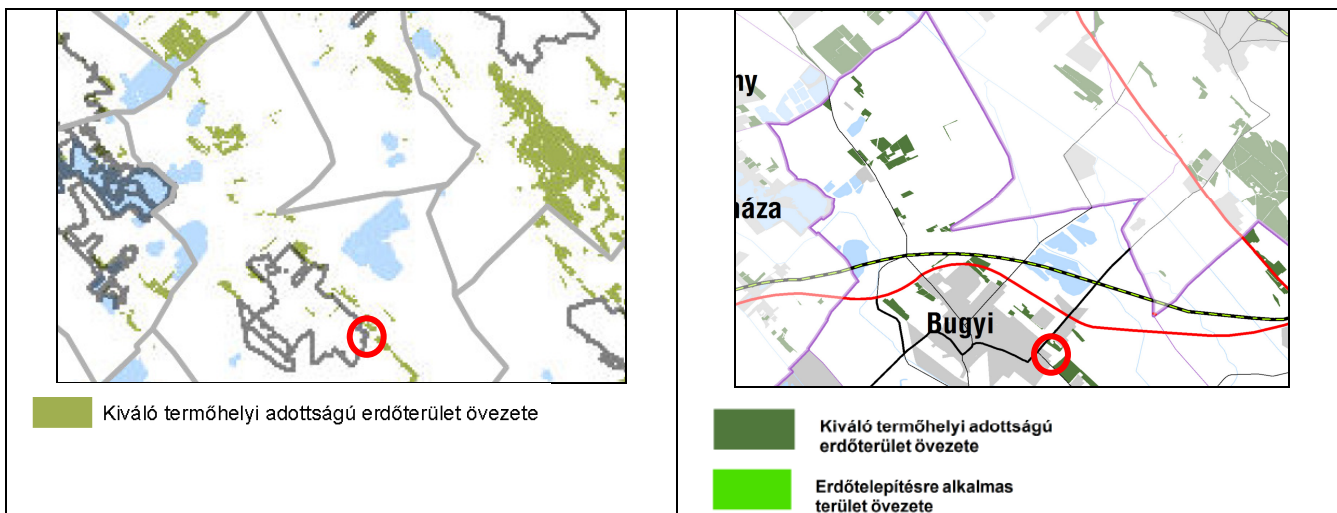 Kiváló termőhelyi adottságú erdőterület övezete
ny
háza
Bugyi
Kiváló termőhelyi adottságú
erdőterület övezete
Erdőtelepítésre alkalmas
terület övezete